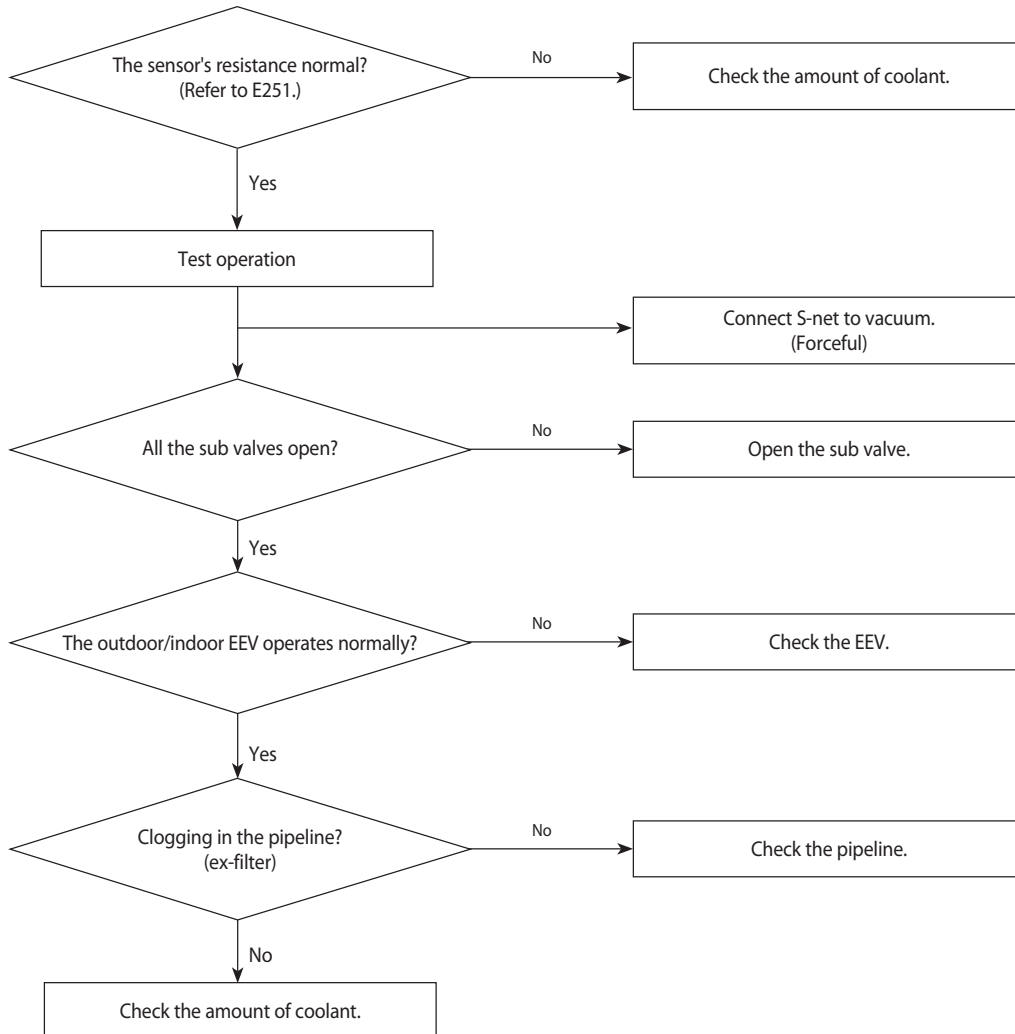 The sensor's resistance normal?
(Refer to E251.)
No
Check the amount of coolant.
Yes
Test operation
Connect S-net to vacuum.
(Forceful)
All the sub valves open?
No
Open the sub valve.
Yes
The outdoor/indoor EEV operates normally?
No
Check the EEV.
Yes
Clogging in the pipeline?
(ex-filter)
No
Check the pipeline.
No
Check the amount of coolant.